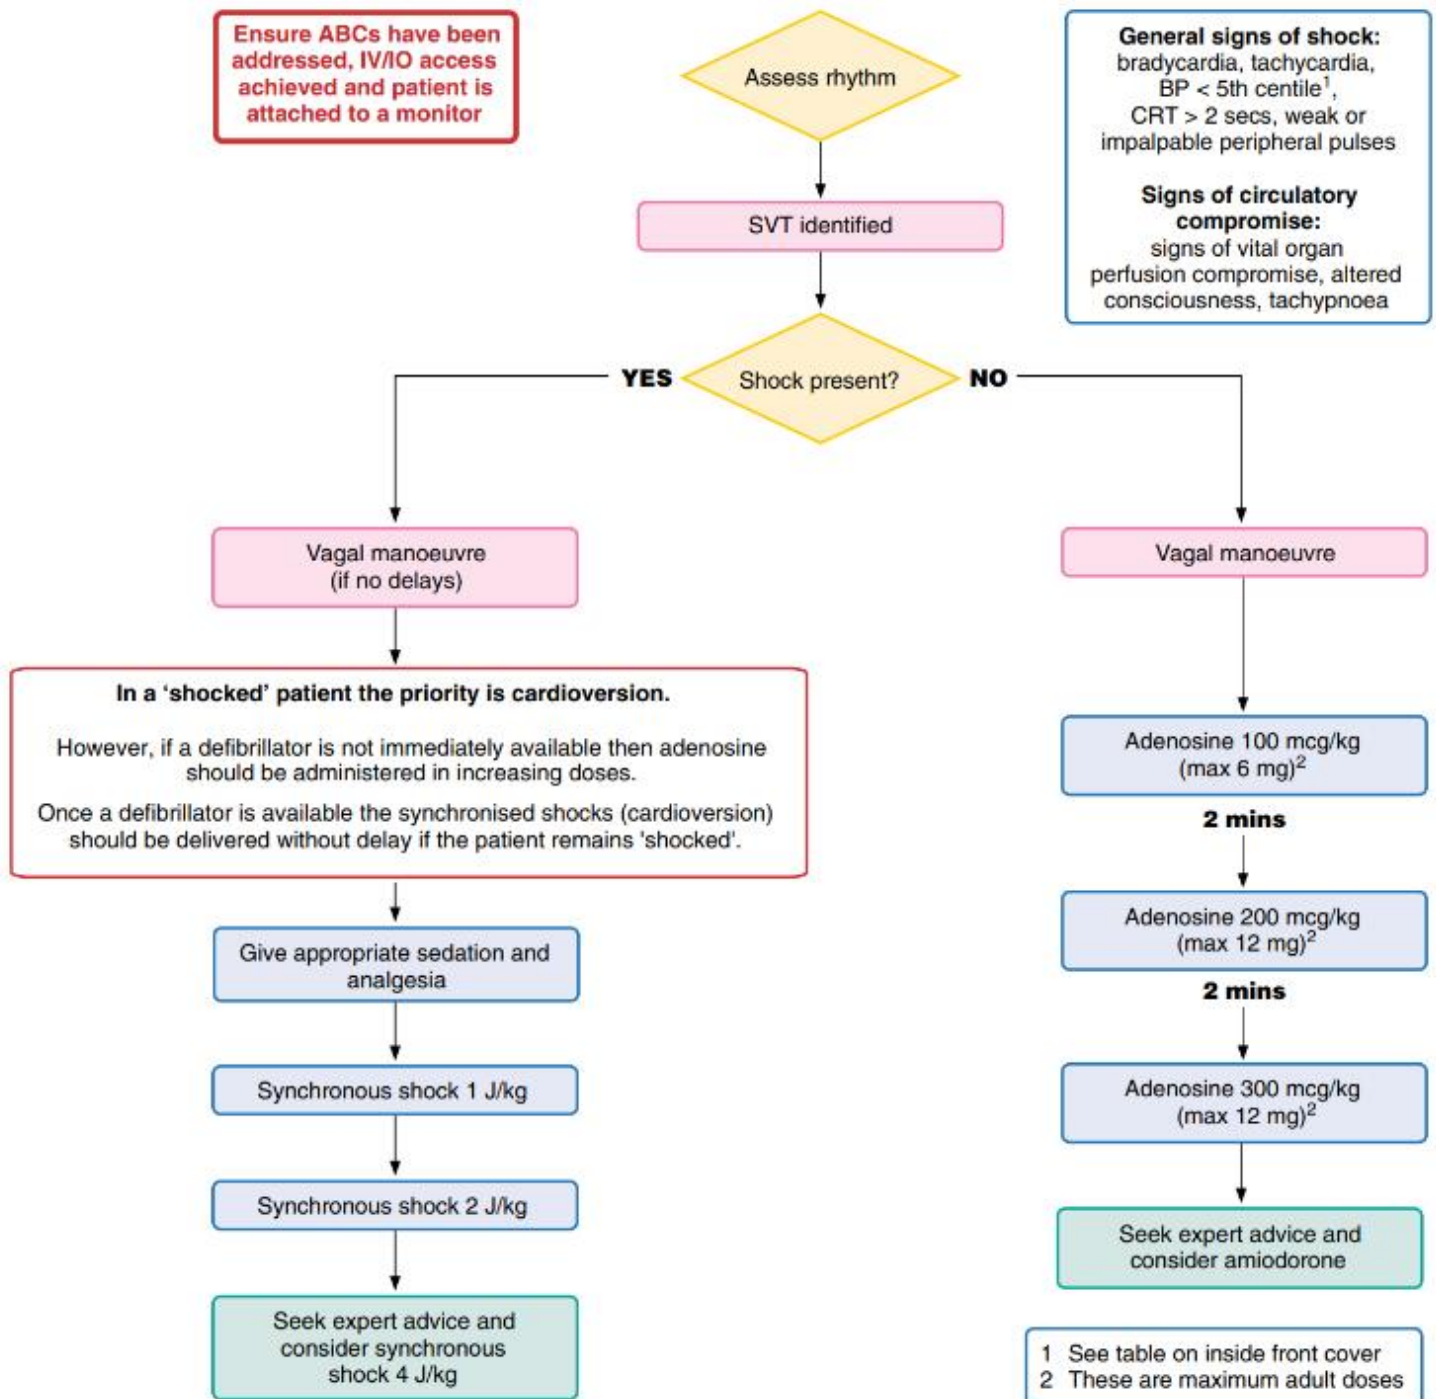 Ensure ABCs have been
addressed, IV/IO access
achieved and patient is
attached to a monitor
Assess rhythm
General signs of shock:
bradycardia, tachycardia,
BP < 5th centile¹,
CRT > 2 secs, weak or
impalpable peripheral pulses
Signs of circulatory
compromise:
signs of vital organ
perfusion compromise, altered
consciousness, tachypnoea
SVT identified
Shock present?
YES
NO
Vagal manoeuvre
(if no delays)
In a ‘shocked’ patient the priority is cardioversion.
However, if a defibrillator is not immediately available then adenosine
should be administered in increasing doses.
Once a defibrillator is available the synchronised shocks (cardioversion)
should be delivered without delay if the patient remains 'shocked'.
Give appropriate sedation and
analgesia
Synchronous shock 1 J/kg
Synchronous shock 2 J/kg
Seek expert advice and
consider synchronous
shock 4 J/kg
Vagal manoeuvre
Adenosine 100 mcg/kg
(max 6 mg)²
2 mins
Adenosine 200 mcg/kg
(max 12 mg)²
2 mins
Adenosine 300 mcg/kg
(max 12 mg)²
Seek expert advice and
consider amiodorone
1 See table on inside front cover
2 These are maximum adult doses